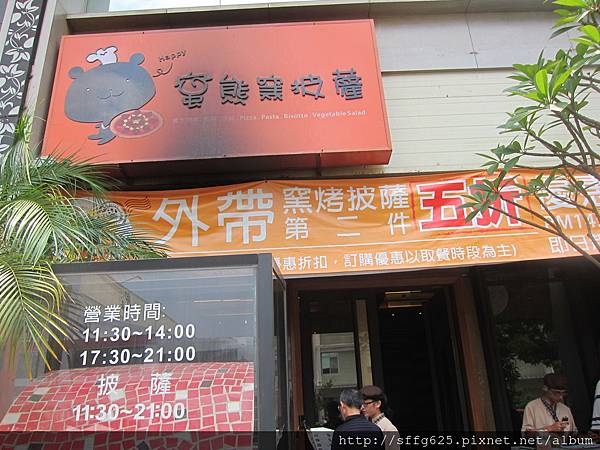 Happy
蜜熊窯披薩
Pizza . Pasta . Risotto . Vegetable Salad
外帶 窯烤披薩 第二件 五折
惠折扣，訂購優惠以取餐時段為主)
即日
營業時間:
11:30~14:00
17:30~21:00
披薩
11:30~21:00
http://sffg625.pixnet.net/album